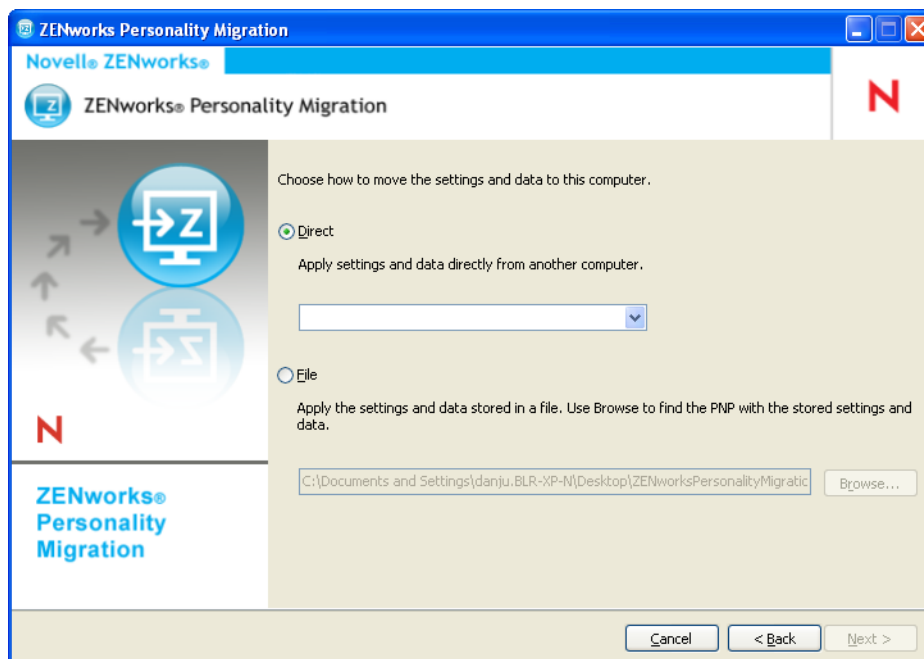 ZENworks Personality Migration
Novell® ZENworks®
ZENworks® Personality Migration
N
Choose how to move the settings and data to this computer.
Direct
Apply settings and data directly from another computer.
File
Apply the settings and data stored in a file. Use Browse to find the PNP with the stored settings and
data.
C:\Documents and Settings\danju.BLR-XP-N\Desktop\ZENworksPersonalityMigratic
Browse...
Z
Z
N
ZENworks®
Personality
Migration
Cancel
< Back
Next >